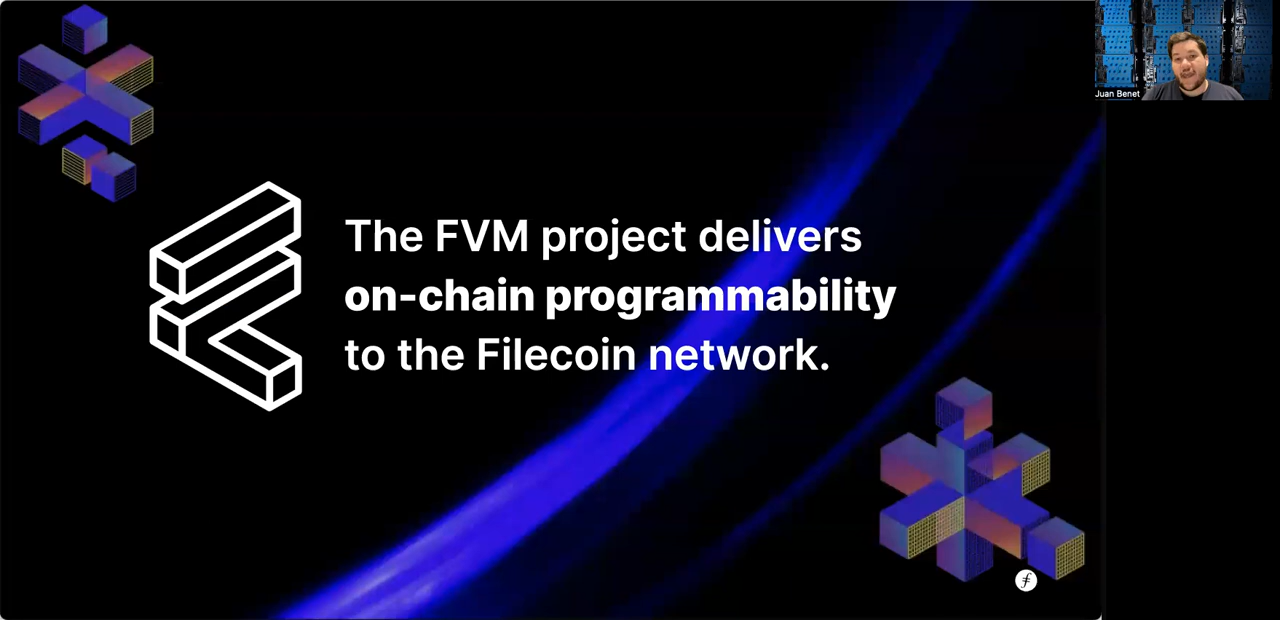 Juan Benet
The FVM project delivers
on-chain programmability
to the Filecoin network.